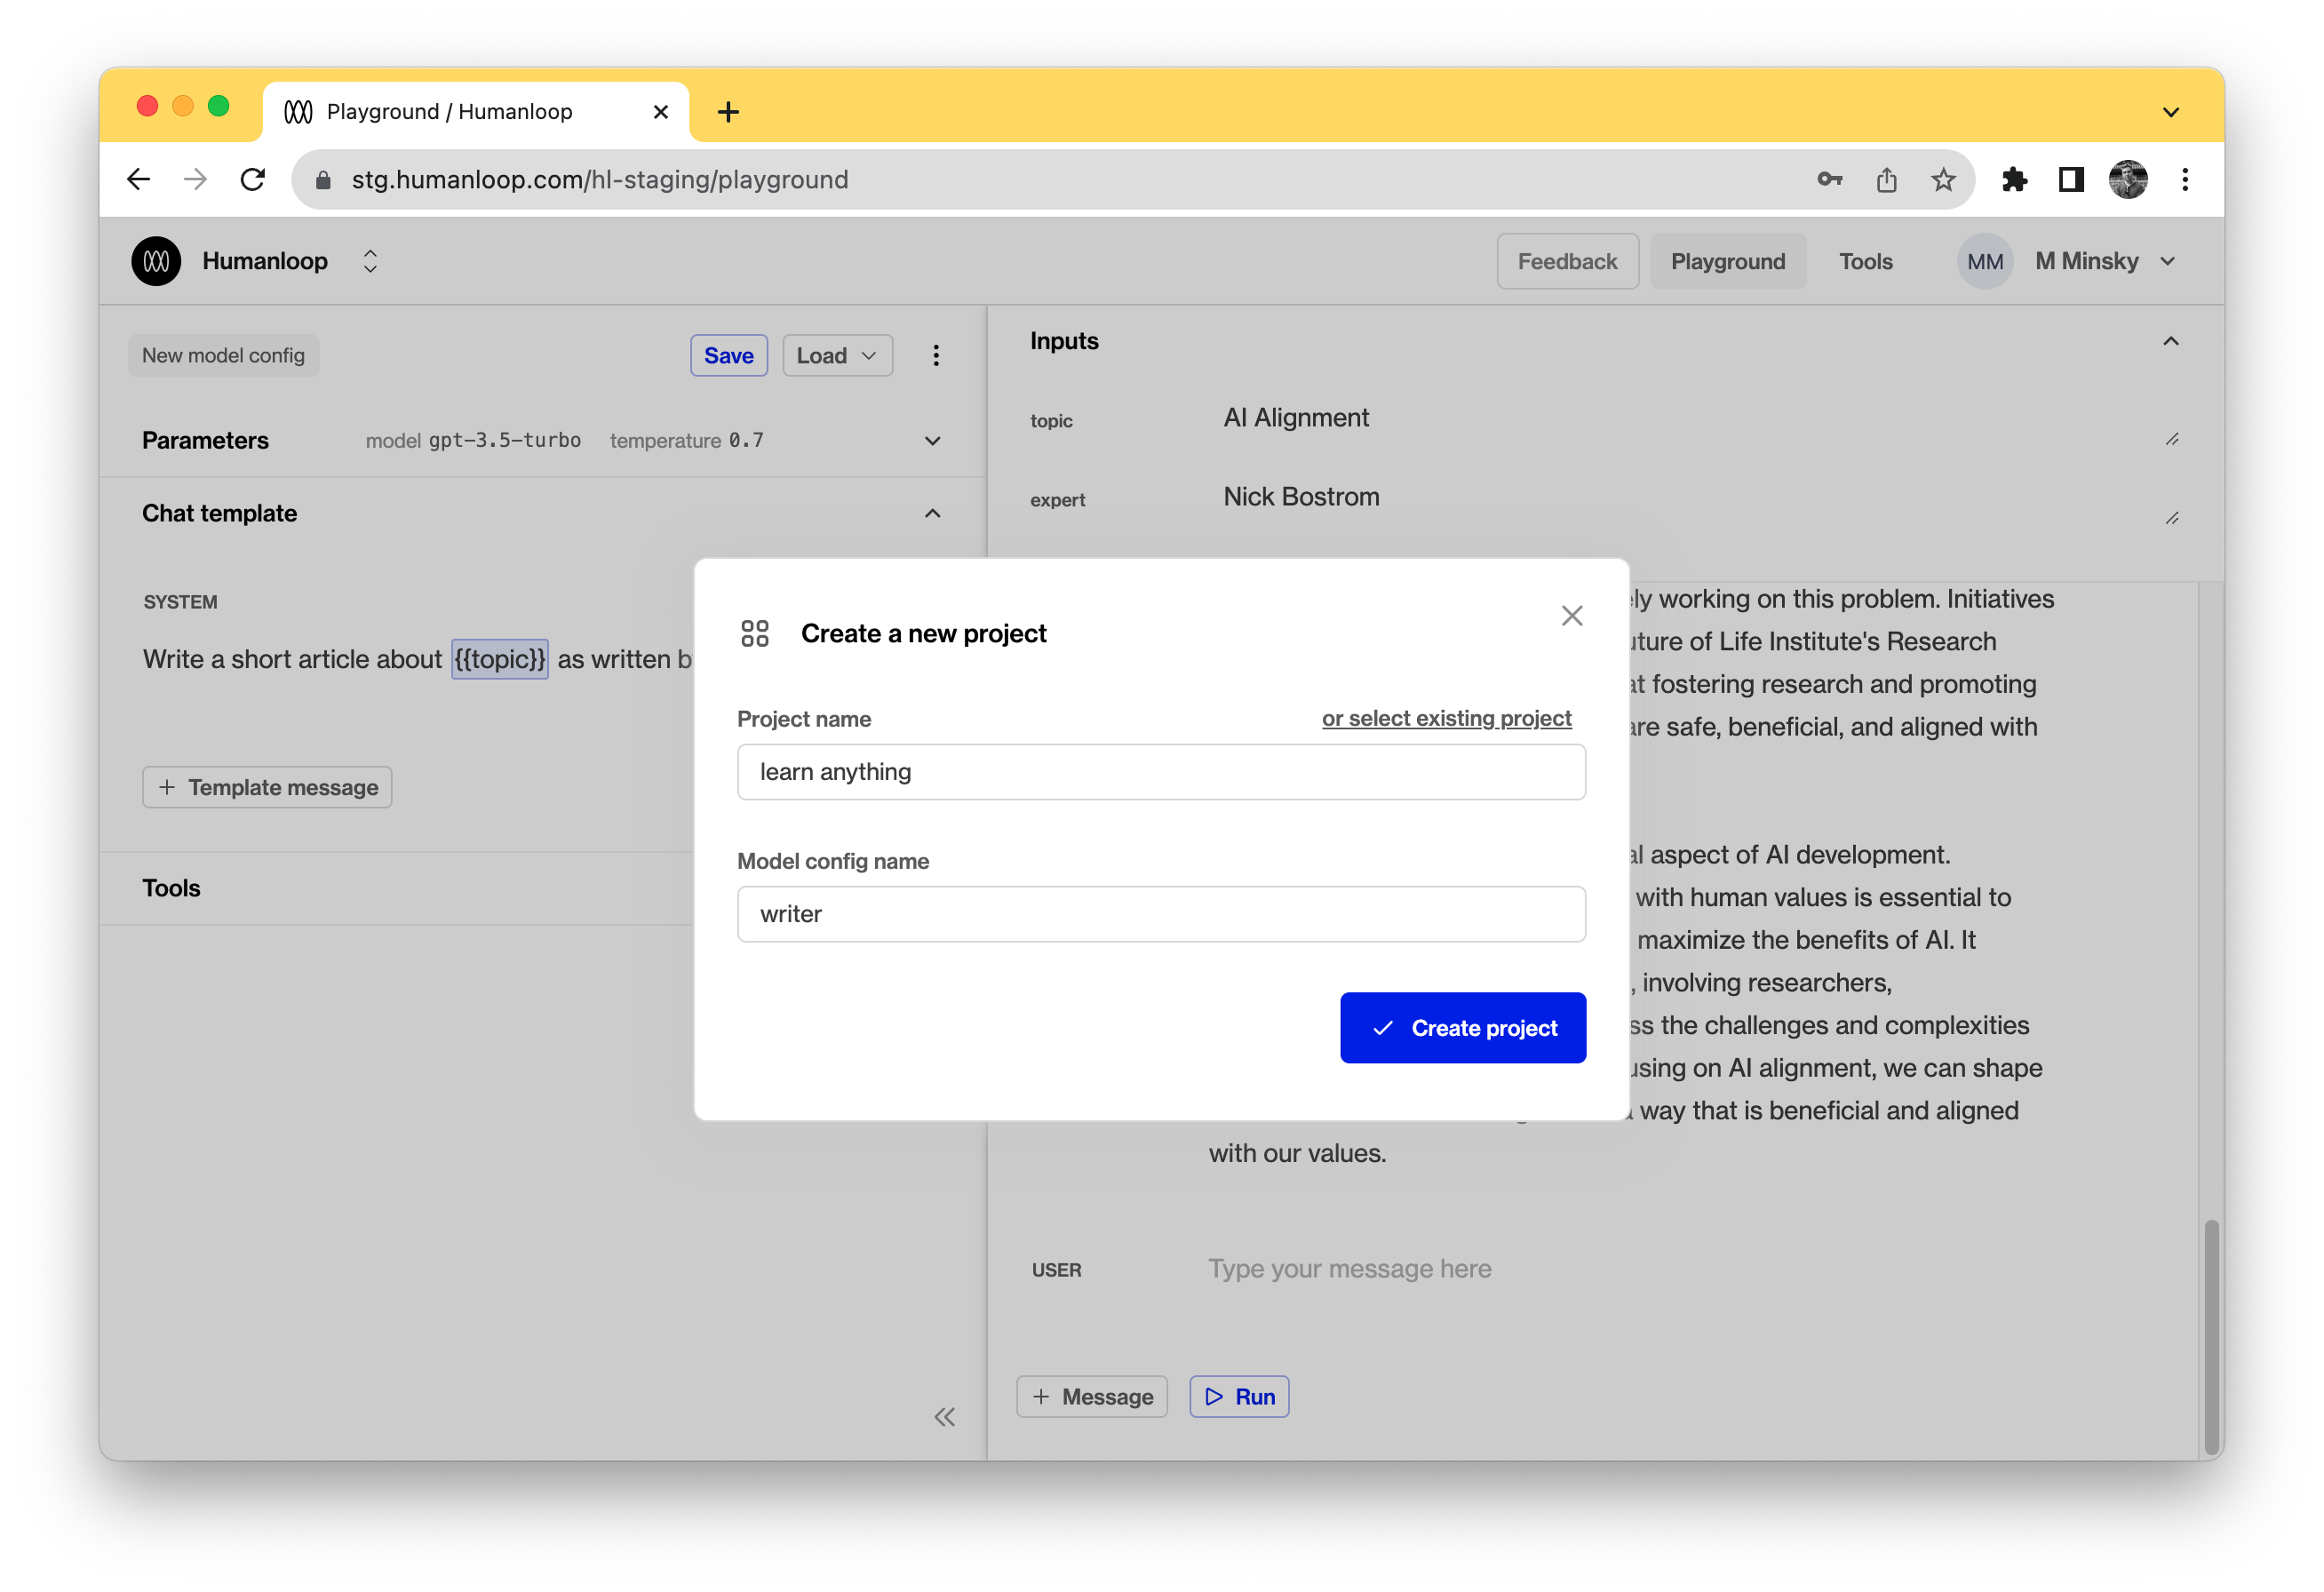 Playground / Humanloop
stg.humanloop.com/hl-staging/playground
Humanloop
Feedback
Playground
Tools
MM
M Minsky
New model config
Save
Load
Parameters
model gpt-3.5-turbo
temperature 0.7
Chat template
SYSTEM
Write a short article about {{topic}} as written
Template message
Tools
Inputs
topic
AI Alignment
expert
Nick Bostrom
working on this problem. Initiatives
of Life Institute's Research
fostering research and promoting
are safe, beneficial, and aligned with
aspect of AI development.
with human values is essential to
maximize the benefits of AI. It
, involving researchers,
the challenges and complexities
on AI alignment, we can shape
way that is beneficial and aligned
with our values.
USER
Type your message here
Message
Run
Create a new project
Project name
or select existing project
learn anything
Model config name
writer
Create project